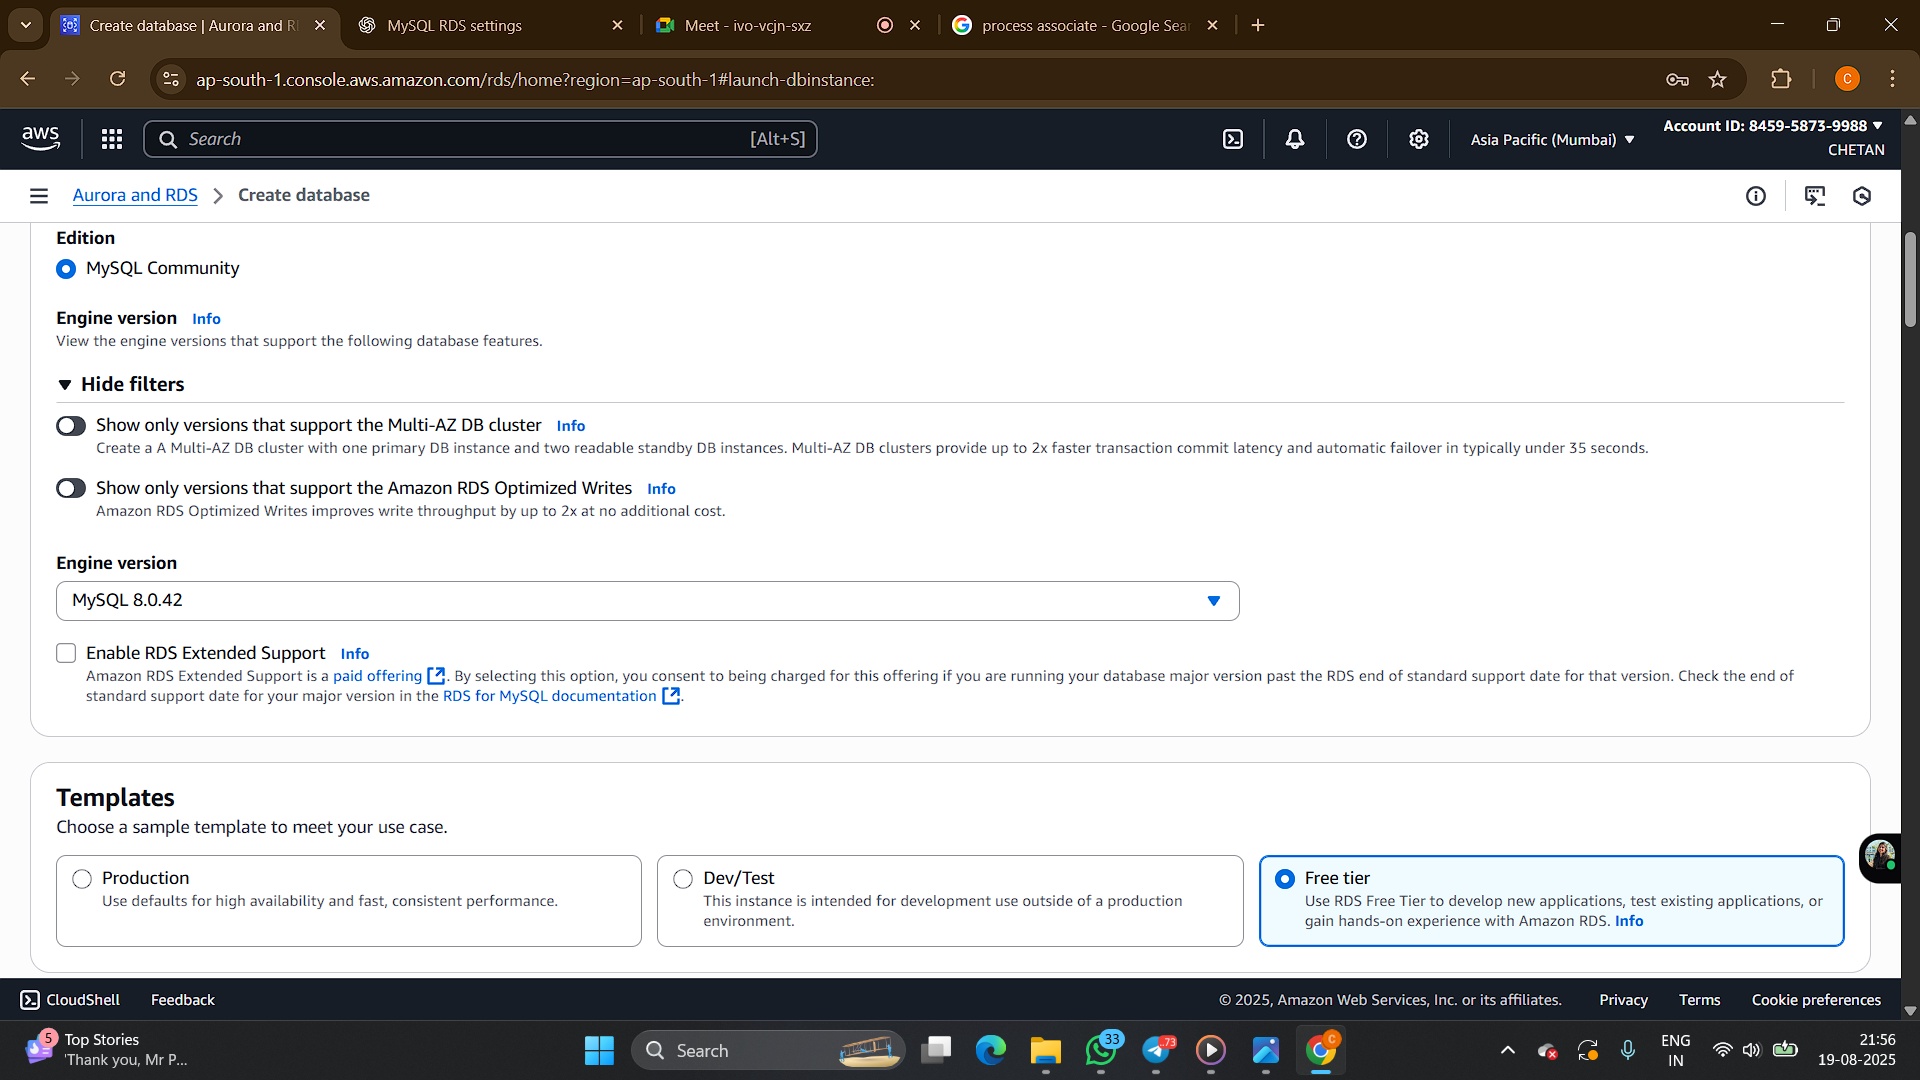 Create database | Aurora and R
MySQL RDS settings
Meet - ivo-vcjn-sxz
process associate - Google Sea
ap-south-1.console.aws.amazon.com/rds/home?region=ap-south-1#launch-dbinstance:
C
aws
Search
[Alt+S]
Asia Pacific (Mumbai)
Account ID: 8459-5873-9988
CHETAN
Aurora and RDS
Create database
Edition
MySQL Community
Engine version Info
View the engine versions that support the following database features.
Hide filters
Show only versions that support the Multi-AZ DB cluster Info
Create a A Multi-AZ DB cluster with one primary DB instance and two readable standby DB instances. Multi-AZ DB clusters provide up to 2x faster transaction commit latency and automatic failover in typically under 35 seconds.
Show only versions that support the Amazon RDS Optimized Writes Info
Amazon RDS Optimized Writes improves write throughput by up to 2x at no additional cost.
Engine version
MySQL 8.0.42
Enable RDS Extended Support Info
Amazon RDS Extended Support is a paid offering. By selecting this option, you consent to being charged for this offering if you are running your database major version past the RDS end of standard support date for that version. Check the end of
standard support date for your major version in the RDS for MySQL documentation.
Templates
Choose a sample template to meet your use case.
Production
Use defaults for high availability and fast, consistent performance.
Dev/Test
This instance is intended for development use outside of a production
environment.
Free tier
Use RDS Free Tier to develop new applications, test existing applications, or
gain hands-on experience with Amazon RDS. Info
CloudShell
Feedback
© 2025, Amazon Web Services, Inc. or its affiliates.
Privacy
Terms
Cookie preferences
5
Top Stories
'Thank you, Mr P...
Search
33
.73
C
ENG
IN
21:56
19-08-2025